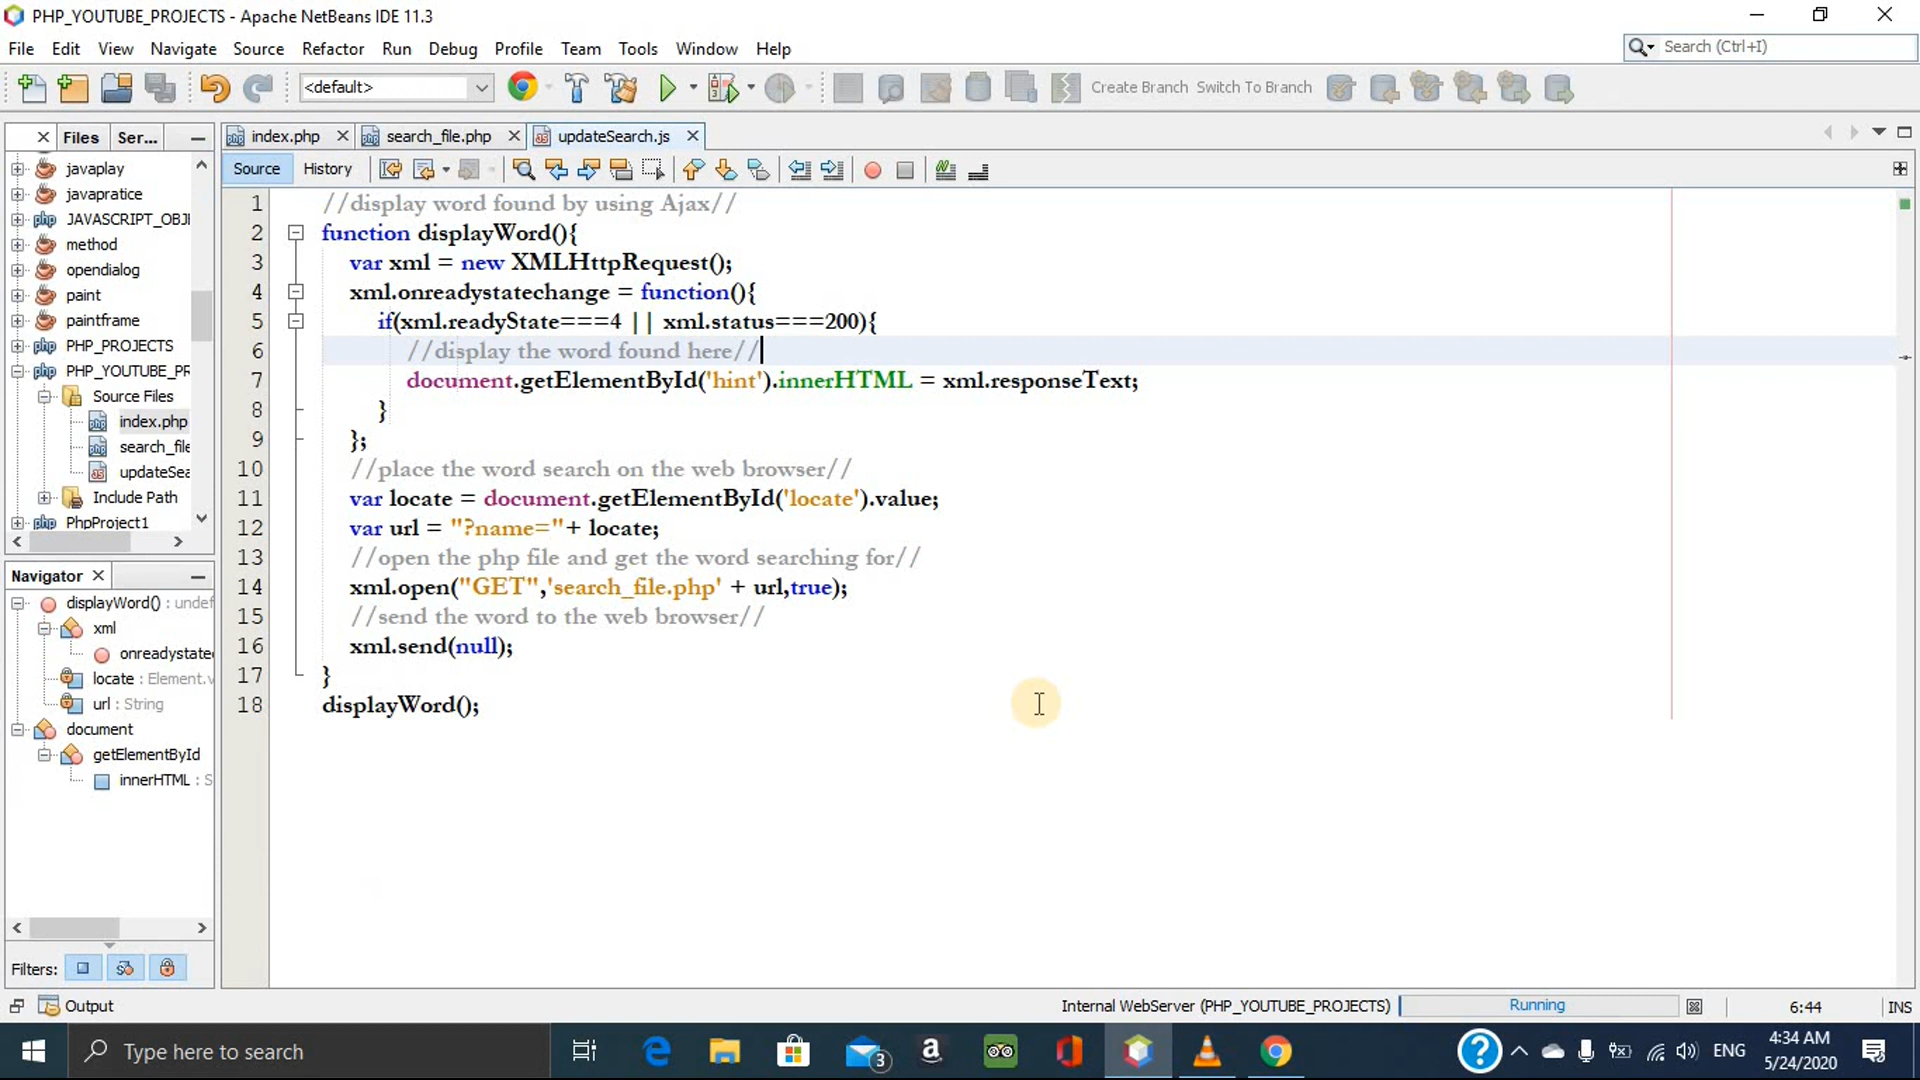 PHP_YOUTUBE_PROJECTS - Apache NetBeans IDE 11.3
File Edit View Navigate Source Refactor Run Debug Profile Team Tools Window Help
Search (Ctrl+I)
<default>
Create Branch Switch To Branch
Files Ser...
index.php
search_file.php
updateSearch.js
Source History
javaplay
javapratice
JAVASCRIPT_OBJ
method
opendialog
paint
paintframe
PHP_PROJECTS
PHP_YOUTUBE_PR
Source Files
index.php
search_file
updateSea
Include Path
PhpProject1
Navigator
displayWord() : undef
xml
onreadystate
locate : Element.v
url : String
document
getElementById
innerHTML : S
Filters:
1 //display word found by using Ajax//
2 function displayWord(){
3 var xml = new XMLHttpRequest();
4 xml.onreadystatechange = function(){
5 if(xml.readyState===4 || xml.status===200){
6 //display the word found here//
7 document.getElementById('hint').innerHTML = xml.responseText;
8 }
9 };
10 //place the word search on the web browser//
11 var locate = document.getElementById('locate').value;
12 var url = "?name="+ locate;
13 //open the php file and get the word searching for//
14 xml.open("GET",'search_file.php' + url,true);
15 //send the word to the web browser//
16 xml.send(null);
17 }
18 displayWord();
Output
Internal WebServer (PHP_YOUTUBE_PROJECTS)
Running
6:44
INS
Type here to search
3
ENG
4:34 AM
5/24/2020